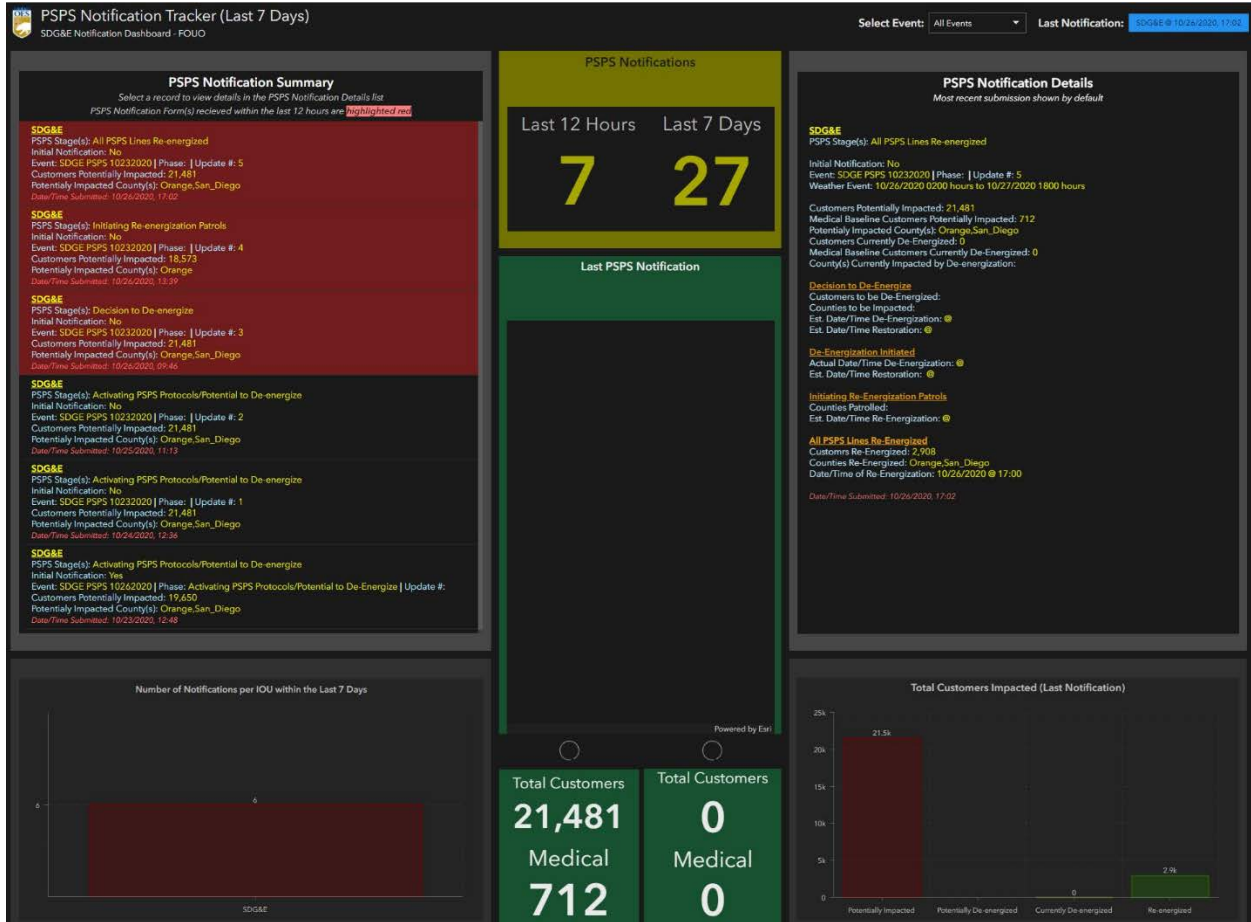 PSPS Notification Tracker (Last 7 Days)
SDG&E Notification Dashboard - FOUO
Select Event: All Events
Last Notification: SDG&E @ 10/26/2020, 17:02
PSPS Notification Summary
Select a record to view details in the PSPS Notification Details list
PSPS Notification Form(s) recieved within the last 12 hours are highlighted red
SDG&E
PSPS Stage(s): All PSPS Lines Re-energized
Initial Notification: No
Event: SDGE PSPS 10232020 | Phase: | Update #: 5
Customers Potentially Impacted: 21,481
Potentialy Impacted County(s): Orange,San_Diego
Date/Time Submitted: 10/26/2020, 17:02
SDG&E
PSPS Stage(s): Initiating Re-energization Patrols
Initial Notification: No
Event: SDGE PSPS 10232020 | Phase: | Update #: 4
Customers Potentially Impacted: 18,573
Potentialy Impacted County(s): Orange
Date/Time Submitted: 10/26/2020, 13:39
SDG&E
PSPS Stage(s): Decision to De-energize
Initial Notification: No
Event: SDGE PSPS 10232020 | Phase: | Update #: 3
Customers Potentially Impacted: 21,481
Potentialy Impacted County(s): Orange,San_Diego
Date/Time Submitted: 10/26/2020, 09:46
SDG&E
PSPS Stage(s): Activating PSPS Protocols/Potential to De-energize
Initial Notification: No
Event: SDGE PSPS 10232020 | Phase: | Update #: 2
Customers Potentially Impacted: 21,481
Potentialy Impacted County(s): Orange,San_Diego
Date/Time Submitted: 10/25/2020, 11:13
SDG&E
PSPS Stage(s): Activating PSPS Protocols/Potential to De-energize
Initial Notification: No
Event: SDGE PSPS 10232020 | Phase: | Update #: 1
Customers Potentially Impacted: 21,481
Potentialy Impacted County(s): Orange,San_Diego
Date/Time Submitted: 10/24/2020, 12:36
SDG&E
PSPS Stage(s): Activating PSPS Protocols/Potential to De-energize
Initial Notification: Yes
Event: SDGE PSPS 10262020 | Phase: Activating PSPS Protocols/Potential to De-Energize | Update #:
Customers Potentially Impacted: 19,650
Potentialy Impacted County(s): Orange,San_Diego
Date/Time Submitted: 10/23/2020, 12:48
PSPS Notifications
Last 12 Hours
7
Last 7 Days
27
Last PSPS Notification
Powered by Esri
Total Customers
21,481
Medical
712
Total Customers
0
Medical
0
PSPS Notification Details
Most recent submission shown by default
SDG&E
PSPS Stage(s): All PSPS Lines Re-energized
Initial Notification: No
Event: SDGE PSPS 10232020 | Phase: | Update #: 5
Weather Event: 10/26/2020 0200 hours to 10/27/2020 1800 hours
Customers Potentially Impacted: 21,481
Medical Baseline Customers Potentially Impacted: 712
Potentialy Impacted County(s): Orange,San_Diego
Customers Currently De-Energized: 0
Medical Baseline Customers Currently De-Energized: 0
County(s) Currently Impacted by De-energization:
Decision to De-Energize
Customers to be De-Energized:
Counties to be Impacted:
Est. Date/Time De-Energization: @
Est. Date/Time Restoration: @
De-Energization Initiated
Actual Date/Time De-Energization: @
Est. Date/Time Restoration: @
Initiating Re-Energization Patrols
Counties Patrolled:
Est. Date/Time Re-Energization: @
All PSPS Lines Re-Energized
Customrs Re-Energized: 2,908
Counties Re-Energized: Orange,San_Diego
Date/Time of Re-Energization: 10/26/2020 @ 17:00
Date/Time Submitted: 10/26/2020, 17:02
Number of Notifications per IOU within the Last 7 Days
6
6
SDG&E
Total Customers Impacted (Last Notification)
25k
20k
15k
10k
5k
0
21.5k
0
2.9k
Potentially Impacted
Potentially De-energized
Currently De-energized
Re-energized